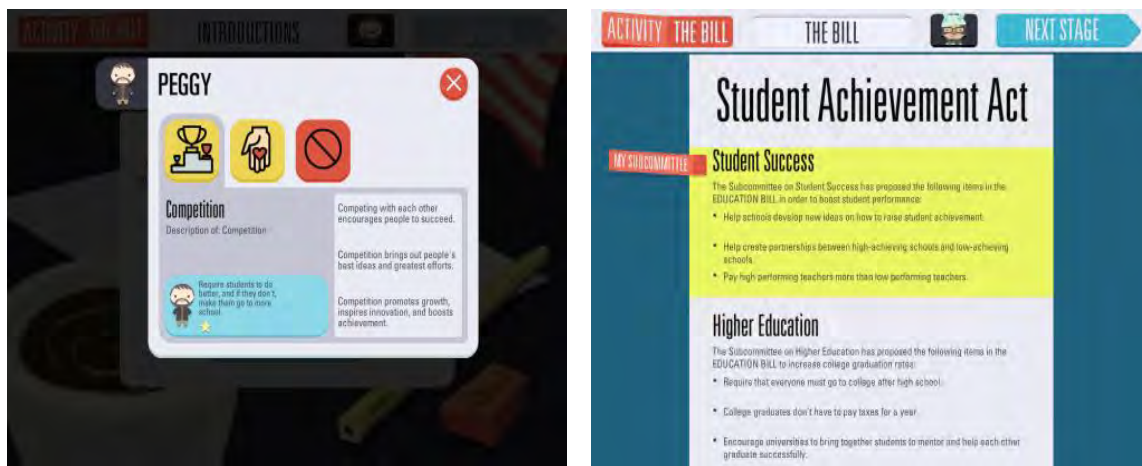 ACTIVITY THE BILL
INTRODUCTIONS
PEGGY
Competition
Description of: Competition
Require students to do
better, and if they don't,
make them go to more
school.
Competing with each other
encourages people to succeed.
Competition brings out people's
best ideas and greatest efforts.
Competition promotes growth,
inspires innovation, and boosts
achievement.
ACTIVITY THE BILL
THE BILL
NEXT STAGE
Student Achievement Act
MY SUBCOMMITTEE
Student Success
The Subcommittee on Student Success has proposed the following items in the
EDUCATION BILL in order to boost student performance:
• Help schools develop new ideas on how to raise student achievement.
• Help create partnerships between high-achieving schools and low-achieving
schools.
• Pay high performing teachers more than low performing teachers.
Higher Education
The Subcommittee on Higher Education has proposed the following items in the
EDUCATION BILL to increase college graduation rates:
• Require that everyone must go to college after high school.
• College graduates don't have to pay taxes for a year.
• Encourage universities to bring together students to mentor and help each other
graduate successfully.